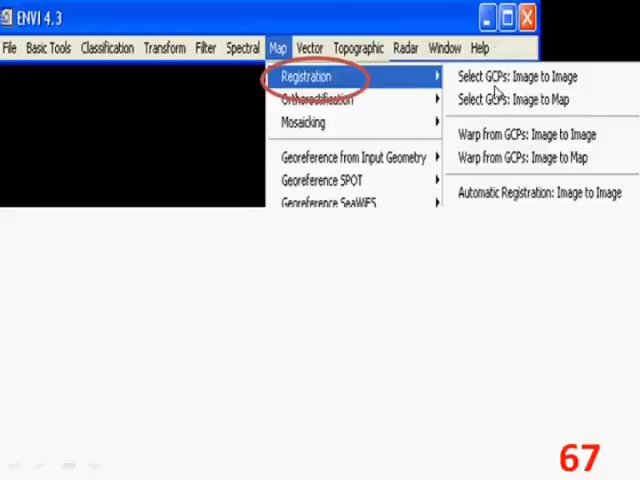 ENVI 4.3
File Basic Tools Classification Transform Filter Spectral Map Vector Topographic Radar Window Help
Registration
Orthorectification
Mosaicking
Georeference from Input Geometry
Georeference SPOT
Georeference SeaWiFS
Select GCPs: Image to Image
Select GCPs: Image to Map
Warp from GCPs: Image to Image
Warp from GCPs: Image to Map
Automatic Registration: Image to Image
67